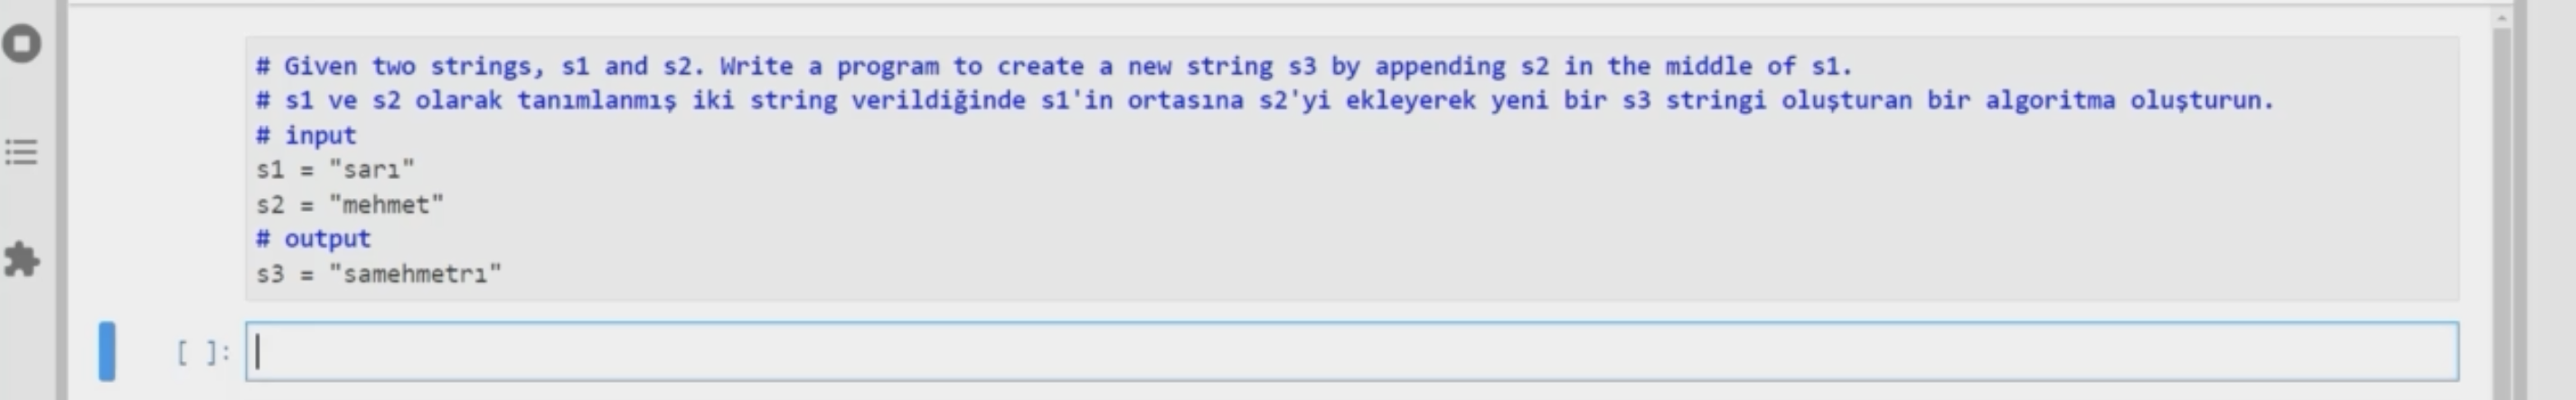 # Given two strings, s1 and s2. Write a program to create a new string s3 by appending s2 in the middle of s1.
# s1 ve s2 olarak tanımlanmış iki string verildiğinde s1'in ortasına s2'yi ekleyerek yeni bir s3 stringi oluşturan bir algoritma oluşturun.
# input
s1 = "sarı"
s2 = "mehmet"
# output
s3 = "samehmetrı"
[ ]: